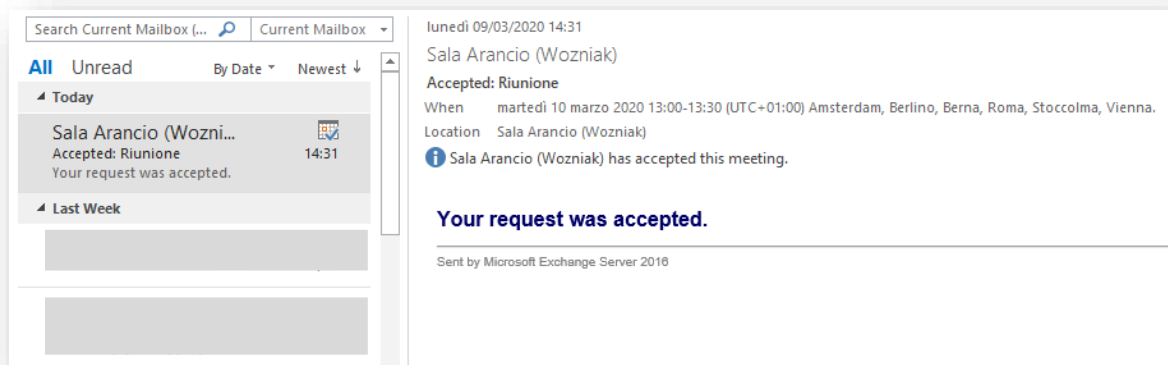 Search Current Mailbox (... Current Mailbox
All Unread By Date Newest ↓
Today
Sala Arancio (Wozni...
Accepted: Riunione 14:31
Your request was accepted.
Last Week
lunedì 09/03/2020 14:31
Sala Arancio (Wozniak)
Accepted: Riunione
When martedì 10 marzo 2020 13:00-13:30 (UTC+01:00) Amsterdam, Berlino, Berna, Roma, Stoccolma, Vienna.
Location Sala Arancio (Wozniak)
Sala Arancio (Wozniak) has accepted this meeting.
Your request was accepted.
Sent by Microsoft Exchange Server 2016